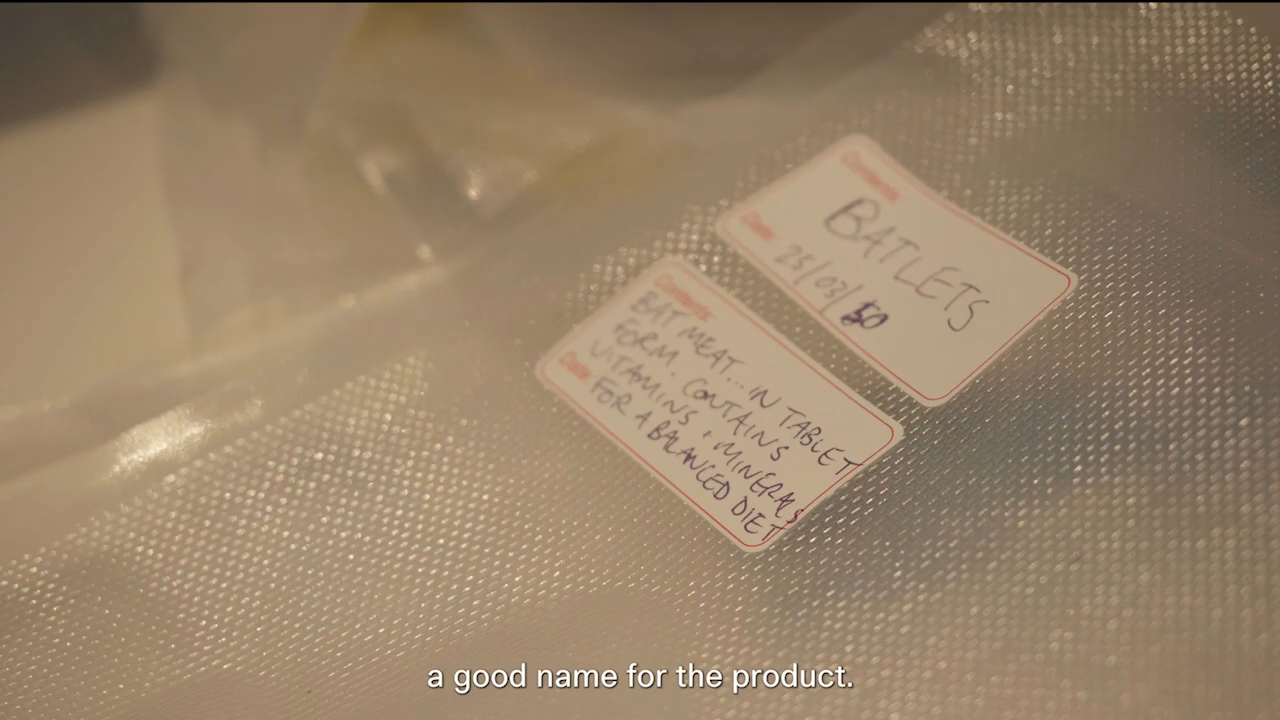 Contents:
BATLETS
Date:
25/03/50
Contents:
BAT MEAT... IN TABLET
FORM. CONTAINS
VITAMINS + MINERALS
Date:
FOR A BALANCED DIET
a good name for the product.